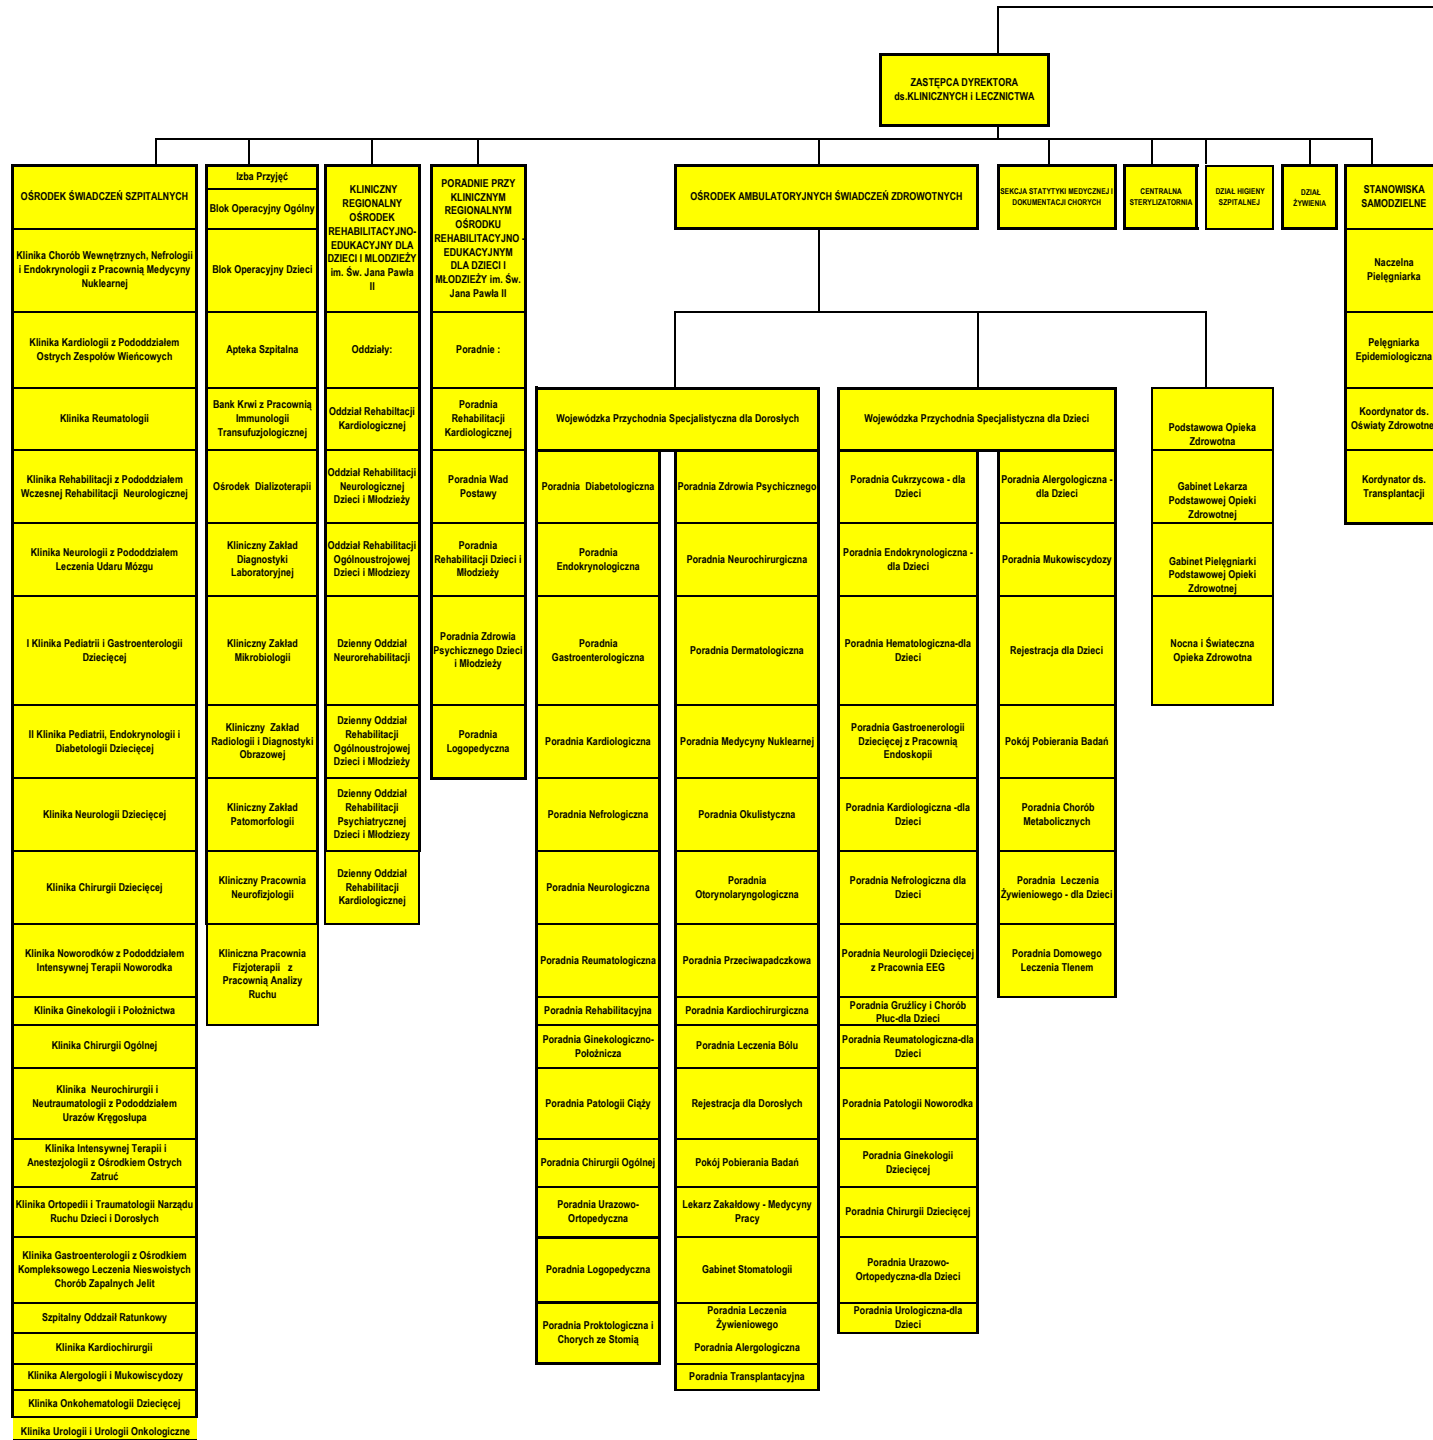 ZASTĘPCA DYREKTORA
ds.KLINICZNYCH i LECZNICTWA
OŚRODEK ŚWIADCZEŃ SZPITALNYCH
Klinika Chorób Wewnętrznych, Nefrologii
i Endokrynologii z Pracownią Medycyny
Nuklearnej
Klinika Kardiologii z Pododdziałem
Ostrych Zespołów Wieńcowych
Klinika Reumatologii
Klinika Rehabilitacji z Pododdziałem
Wczesnej Rehabilitacji Neurologicznej
Klinika Neurologii z Pododdziałem
Leczenia Udaru Mózgu
I Klinika Pediatrii i Gastroenterologii
Dziecięcej
II Klinika Pediatrii, Endokrynologii i
Diabetologii Dziecięcej
Klinika Neurologii Dziecięcej
Klinika Chirurgii Dziecięcej
Klinika Noworodków z Pododdziałem
Intensywnej Terapii Noworodka
Klinika Ginekologii i Położnictwa
Klinika Chirurgii Ogólnej
Klinika Neurochirurgii i
Neutraumatologii z Pododdziałem
Urazów Kręgosłupa
Klinika Intensywnej Terapii i
Anestezjologii z Ośrodkiem Ostrych
Zatruć
Klinika Ortopedii i Traumatologii Narządu
Ruchu Dzieci i Dorosłych
Klinika Gastroenterologii z Ośrodkiem
Kompleksowego Leczenia Nieswoistych
Chorób Zapalnych Jelit
Szpitalny Oddzaił Ratunkowy
Klinika Kardiochirurgii
Klinika Alergologii i Mukowiscydozy
Klinika Onkohematologii Dziecięcej
Klinika Urologii i Urologii Onkologiczne
Izba Przyjęć
Blok Operacyjny Ogólny
Blok Operacyjny Dzieci
Apteka Szpitalna
Bank Krwi z Pracownią
Immunologii
Transufuzjologicznej
Ośrodek Dializoterapii
Kliniczny Zakład
Diagnostyki
Laboratoryjnej
Kliniczny Zakład
Mikrobiologii
Kliniczny Zakład
Radiologii i Diagnostyki
Obrazowej
Kliniczny Zakład
Patomorfologii
Kliniczny Pracownia
Neurofizjologii
Kliniczna Pracownia
Fizjoterapii z
Pracownią Analizy
Ruchu
KLINICZNY
REGIONALNY
OŚRODEK
REHABILITACYJNO-
EDUKACYJNY DLA
DZIECI I MLODZIEŻY
im. Św. Jana Pawła
II
Oddziały:
Oddział Rehabiltacji
Kardiologicznej
Oddział Rehabilitacji
Neurologicznej
Dzieci i Młodzieży
Oddział Rehabilitacji
Ogólnoustrojowej
Dzieci i Młodziezy
Dzienny Oddział
Neurorehabilitacji
Dzienny Oddział
Rehabilitacji
Ogólnoustrojowej
Dzieci i Młodzieży
Dzienny Oddział
Rehabilitacji
Psychiatrycznej
Dzieci i Młodziezy
Dzienny Oddział
Rehabilitacji
Kardiologicznej
PORADNIE PRZY
KLINICZNYM
REGIONALNYM
OŚRODKU
REHABILITACYJNO -
EDUKACYJNYM
DLA DZIECI I
MŁODZIEŻY im. Św.
Jana Pawła II
Poradnie :
Poradnia
Rehabilitacji
Kardiologicznej
Poradnia Wad
Postawy
Poradnia
Rehabilitacji Dzieci i
Młodzieży
Poradnia Zdrowia
Psychicznego Dzieci
i Młodzieży
Poradnia
Logopedyczna
OŚRODEK AMBULATORYJNYCH ŚWIADCZEŃ ZDROWOTNYCH
Wojewódzka Przychodnia Specjalistyczna dla Dorosłych
Poradnia Diabetologiczna
Poradnia
Endokrynologiczna
Poradnia
Gastroenterologiczna
Poradnia Kardiologiczna
Poradnia Nefrologiczna
Poradnia Neurologiczna
Poradnia Reumatologiczna
Poradnia Rehabilitacyjna
Poradnia Ginekologiczno-
Położnicza
Poradnia Patologii Ciąży
Poradnia Chirurgii Ogólnej
Poradnia Urazowo-
Ortopedyczna
Poradnia Logopedyczna
Poradnia Proktologiczna i
Chorych ze Stomią
Poradnia Zdrowia Psychicznego
Poradnia Neurochirurgiczna
Poradnia Dermatologiczna
Poradnia Medycyny Nuklearnej
Poradnia Okulistyczna
Poradnia
Otorynolaryngologiczna
Poradnia Przeciwapadczkowa
Poradnia Kardiochirurgiczna
Poradnia Leczenia Bólu
Rejestracja dla Dorosłych
Pokój Pobierania Badań
Lekarz Zakałdowy - Medycyny
Pracy
Gabinet Stomatologii
Poradnia Leczenia
Żywieniowego
Poradnia Alergologiczna
Poradnia Transplantacyjna
Wojewódzka Przychodnia Specjalistyczna dla Dzieci
Poradnia Cukrzycowa - dla
Dzieci
Poradnia Endokrynologiczna -
dla Dzieci
Poradnia Hematologiczna-dla
Dzieci
Poradnia Gastroenerologii
Dziecięcej z Pracownią
Endoskopii
Poradnia Kardiologiczna -dla
Dzieci
Poradnia Nefrologiczna dla
Dzieci
Poradnia Neurologii Dziecięcej
z Pracownia EEG
Poradnia Gruźlicy i Chorób
Płuc-dla Dzieci
Poradnia Reumatologiczna-dla
Dzieci
Poradnia Patologii Noworodka
Poradnia Ginekologii
Dziecięcej
Poradnia Chirurgii Dziecięcej
Poradnia Urazowo-
Ortopedyczna-dla Dzieci
Poradnia Urologiczna-dla
Dzieci
Poradnia Alergologiczna -
dla Dzieci
Poradnia Mukowiscydozy
Rejestracja dla Dzieci
Pokój Pobierania Badań
Poradnia Chorób
Metabolicznych
Poradnia Leczenia
Żywieniowego - dla Dzieci
Poradnia Domowego
Leczenia Tlenem
Podstawowa Opieka
Zdrowotna
Gabinet Lekarza
Podstawowej Opieki
Zdrowotnej
Gabinet Pielęgniarki
Podstawowej Opieki
Zdrowotnej
Nocna i Świateczna
Opieka Zdrowotna
SEKCJA STATYTYKI MEDYCZNEJ I
DOKUMENTACJI CHORYCH
CENTRALNA
STERYLIZATORNIA
DZIAŁ HIGIENY
SZPITALNEJ
DZIAŁ
ŻYWIENIA
STANOWISKA
SAMODZIELNE
Naczelna
Pielęgniarka
Pelęgniarka
Epidemiologiczna
Koordynator ds.
Oświaty Zdrowotne
Kordynator ds.
Transplantacji